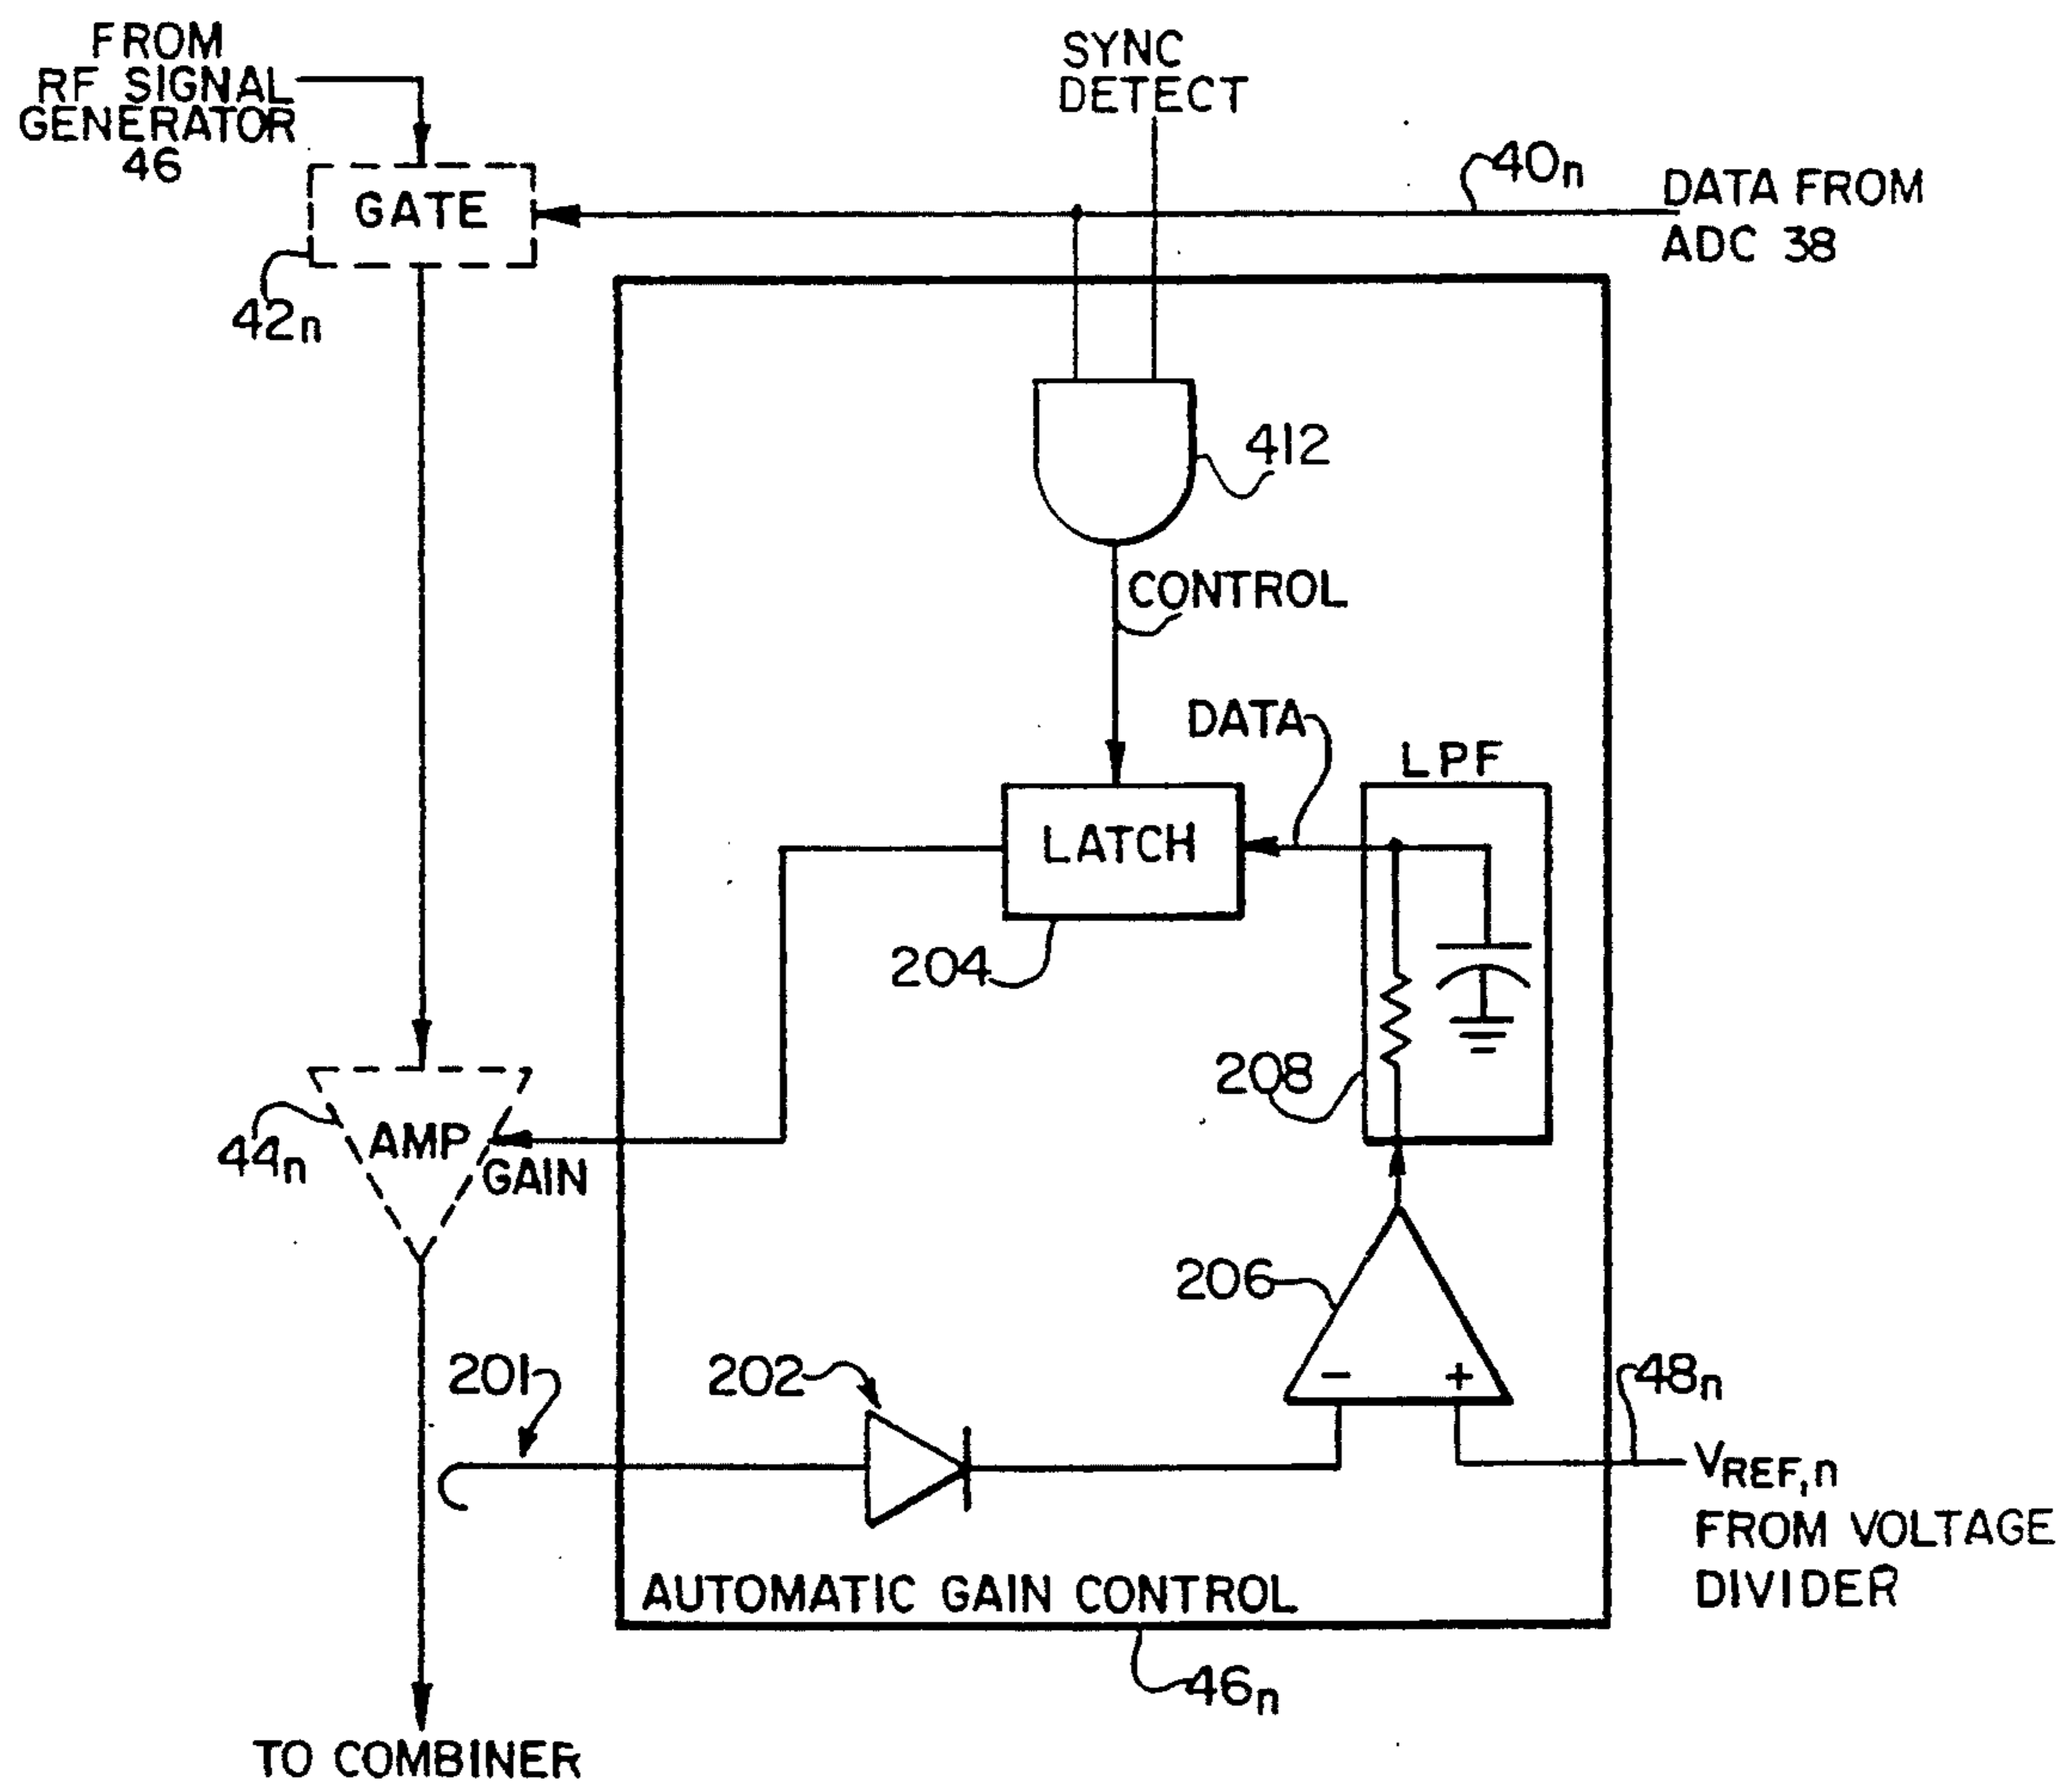 FROM
RF SIGNAL
GENERATOR
46
SYNC
DETECT
40n
DATA FROM
ADC 38
GATE
42n
412
CONTROL
DATA
LPF
LATCH
204
208
AMP
GAIN
44n
206
- +
201
202
48n
VREF,n
FROM VOLTAGE
DIVIDER
AUTOMATIC GAIN CONTROL
46n
TO COMBINER